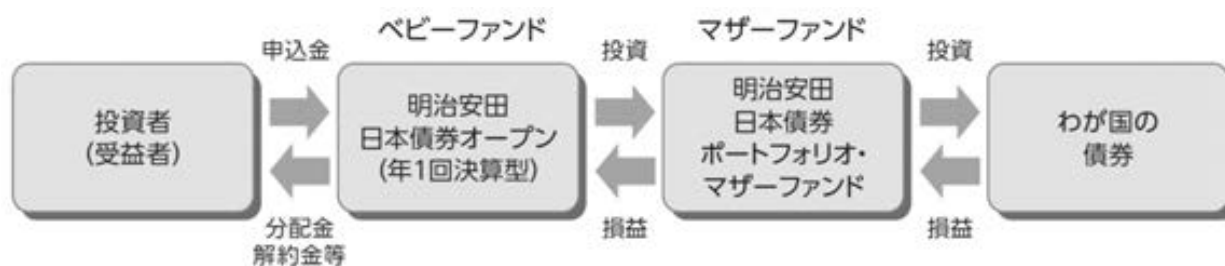 ベビーファンド
マザーファンド
申込金
投資
投資
投資者
(受益者)
明治安田
日本債券オープン
(年1回決算型)
明治安田
日本債券
ポートフォリオ・
マザーファンド
わが国の
債券
分配金
解約金等
損益
損益